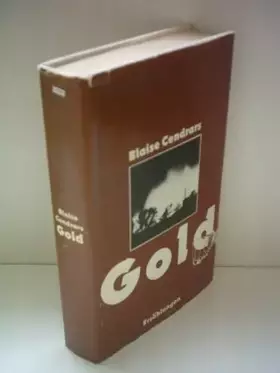 Blaise
Cendrars
Gold
Blaise Cendrars
Gold
Erzählungen